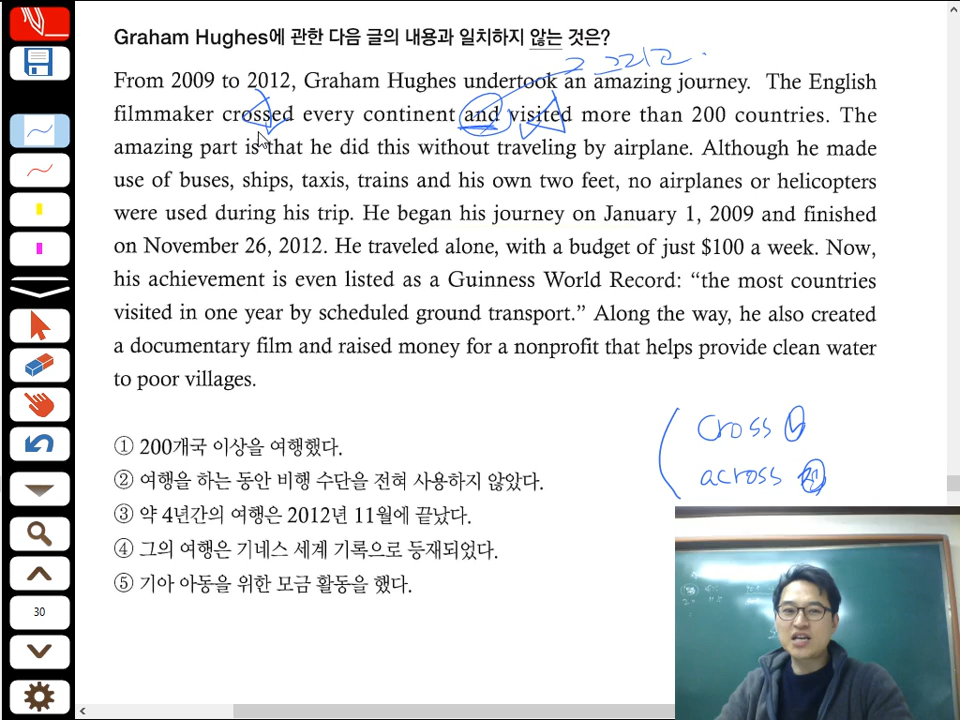 Graham Hughes에 관한 다음 글의 내용과 일치하지 않는 것은?
그 그리고
From 2009 to 2012, Graham Hughes undertook an amazing journey. The English
filmmaker crossed every continent and visited more than 200 countries. The
amazing part is that he did this without traveling by airplane. Although he made
use of buses, ships, taxis, trains and his own two feet, no airplanes or helicopters
were used during his trip. He began his journey on January 1, 2009 and finished
on November 26, 2012. He traveled alone, with a budget of just $100 a week. Now,
his achievement is even listed as a Guinness World Record: “the most countries
visited in one year by scheduled ground transport.” Along the way, he also created
a documentary film and raised money for a nonprofit that helps provide clean water
to poor villages.
① 200개국 이상을 여행했다.
② 여행을 하는 동안 비행 수단을 전혀 사용하지 않았다.
③ 약 4년간의 여행은 2012년 11월에 끝났다.
④ 그의 여행은 기네스 세계 기록으로 등재되었다.
⑤ 기아 아동을 위한 모금 활동을 했다.
cross
across 전
30